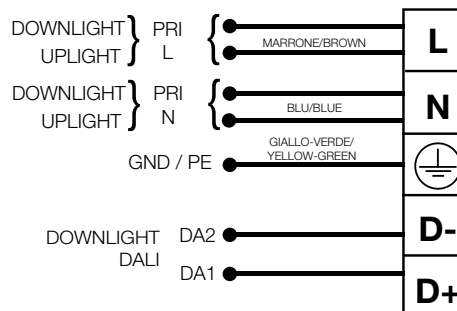 DOWNLIGHT } PRI { L
UPLIGHT L
MARRONE/BROWN
DOWNLIGHT } PRI { N
UPLIGHT N
BLU/BLUE
GIALLO-VERDE/
YELLOW-GREEN
GND / PE
DOWNLIGHT DA2 D-
DALI
DA1 D+